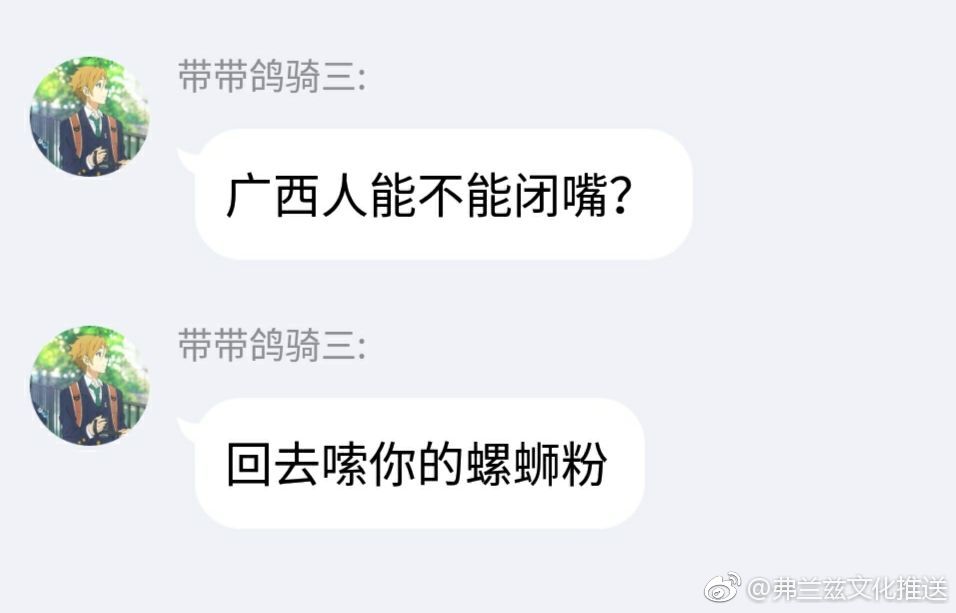 带带鸽骑三:
广西人能不能闭嘴？
带带鸽骑三:
回去嗦你的螺蛳粉
@弗兰兹文化推送